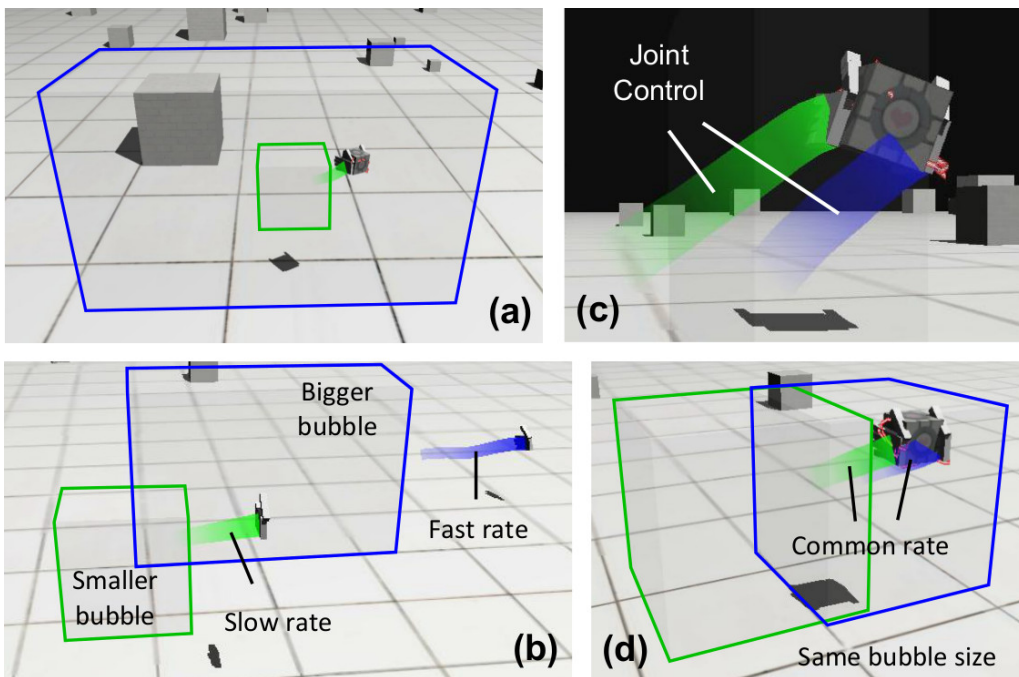 (a)
Joint
Control
(c)
Bigger
bubble
Fast rate
Smaller
bubble
Slow rate
(b)
Common rate
(d)
Same bubble size